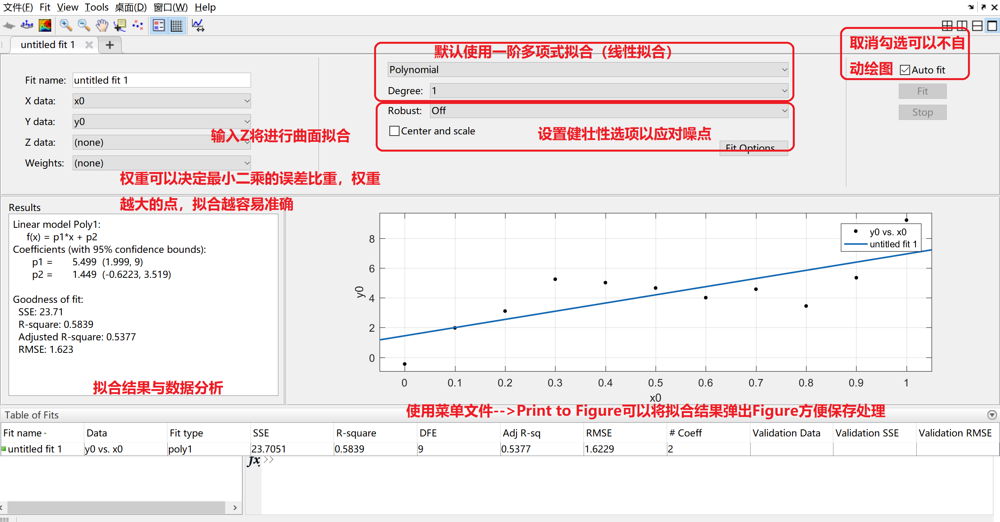 文件(F) Fit View Tools 桌面(D) 窗口(W) Help
untitled fit 1
取消勾选可以不自
动绘图
Auto fit
Fit
Stop
默认使用一阶多项式拟合（线性拟合）
Polynomial
Degree: 1
Robust: Off
Center and scale
设置健壮性选项以应对噪点
Fit Options...
Fit name: untitled fit 1
X data: x0
Y data: y0
输入Z将进行曲面拟合
Z data: (none)
Weights: (none)
权重可以决定最小二乘的误差比重，权重
越大的点，拟合越容易准确
Results
Linear model Poly1:
f(x) = p1*x + p2
Coefficients (with 95% confidence bounds):
p1 = 5.499 (1.999, 9)
p2 = 1.449 (-0.6223, 3.519)
Goodness of fit:
SSE: 23.71
R-square: 0.5839
Adjusted R-square: 0.5377
RMSE: 1.623
拟合结果与数据分析
y0 vs. x0
untitled fit 1
8
6
4
2
0
y0
0 0.1 0.2 0.3 0.4 0.5 0.6 0.7 0.8 0.9 1
x0
使用菜单文件-->Print to Figure可以将拟合结果弹出Figure方便保存处理
Table of Fits
Fit name Data Fit type SSE R-square DFE Adj R-sq RMSE # Coeff Validation Data Validation SSE Validation RMSE
untitled fit 1 y0 vs. x0 poly1 23.7051 0.5839 9 0.5377 1.6229 2
fx >>